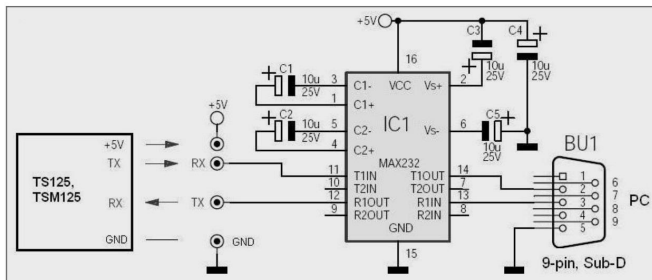 +5V
C3
C4
10u
25V
10u
25V
C1
10u
25V
C2
10u
25V
16
VCC
3
C1-
1
C1+
5
C2-
4
C2+
Vs+
2
IC1
Vs-
6
C5
10u
25V
MAX232
11
T1IN
10
T2IN
12
R1OUT
9
R2OUT
T1OUT
14
T2OUT
7
R1IN
13
R2IN
8
GND
15
+5V
TS125,
TSM125
+5V
TX
RX
GND
RX
TX
GND
BU1
1
2
3
4
5
6
7
8
9
PC
9-pin, Sub-D